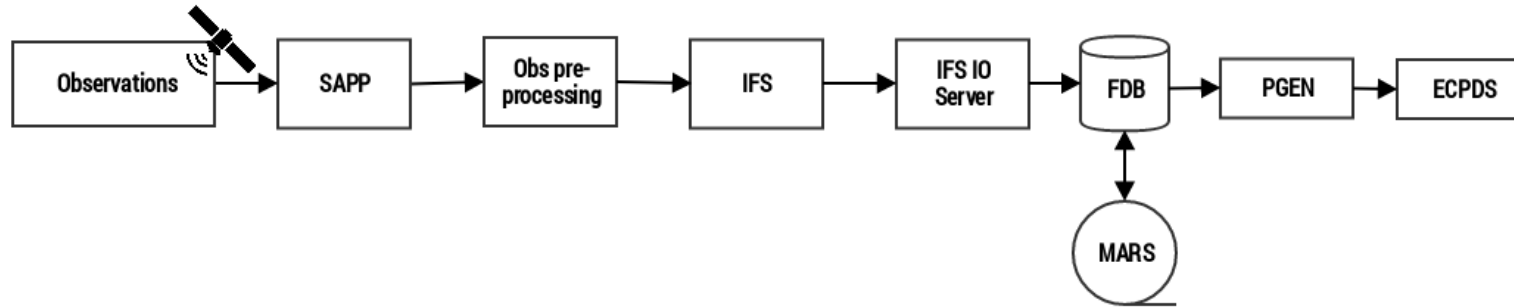 Observations
SAPP
Obs pre-
processing
IFS
IFS IO
Server
FDB
PGEN
ECPDS
MARS